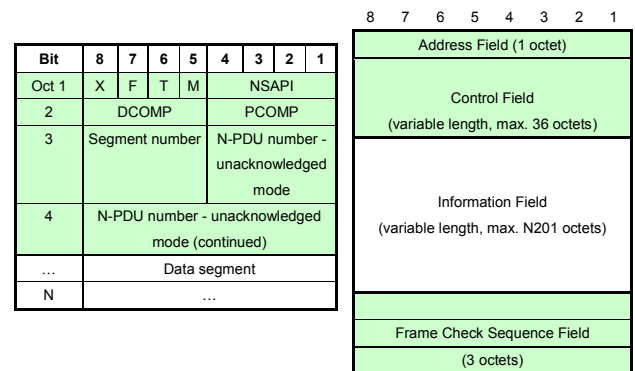 Bit 8 7 6 5 4 3 2 1
Oct 1 X F T M NSAPI
2 DCOMP PCOMP
3 Segment number N-PDU number -
unacknowledged
mode
4 N-PDU number - unacknowledged
mode (continued)
... Data segment
N ...
8 7 6 5 4 3 2 1
Address Field (1 octet)
Control Field
(variable length, max. 36 octets)
Information Field
(variable length, max. N201 octets)
Frame Check Sequence Field
(3 octets)